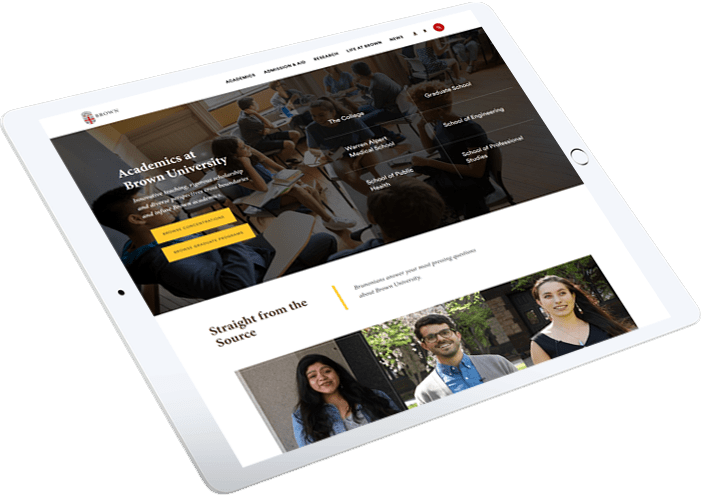 BROWN
ACADEMICS
ADMISSION & AID
RESEARCH
LIFE AT BROWN
NEWS
Academics at
Brown University
Innovative teaching, rigorous scholarship
and diverse perspectives cross boundaries
and infuse Brown academics.
BROWSE CONCENTRATIONS
BROWSE GRADUATE PROGRAMS
The College
Graduate School
Warren Alpert
Medical School
School of Engineering
School of Public
Health
School of Professional
Studies
Straight from the
Source
Brunonians answer your most pressing questions
about Brown University.